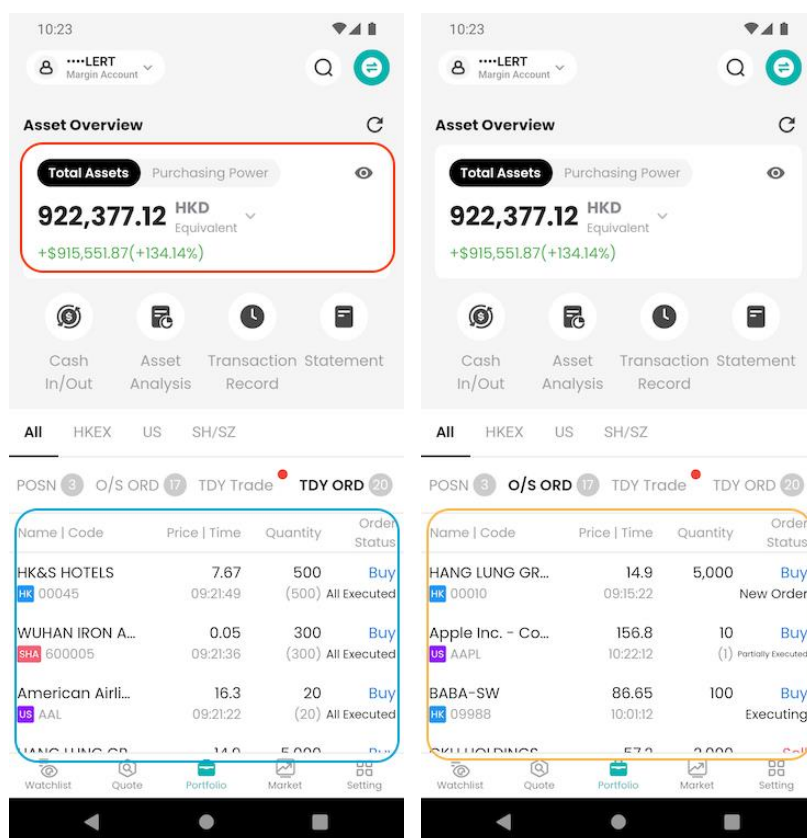 10:23
••••LERT
Margin Account
Asset Overview
Total Assets Purchasing Power
922,377.12 HKD
Equivalent
+$915,551.87(+134.14%)
Cash In/Out
Asset Analysis
Transaction Record
Statement
All HKEX US SH/SZ
POSN 3 O/S ORD 17 TDY Trade TDY ORD 20
Name | Code Price | Time Quantity Order Status
HK&S HOTELS 7.67 500 Buy
HK 00045 09:21:49 (500) All Executed
WUHAN IRON A... 0.05 300 Buy
SHA 600005 09:21:36 (300) All Executed
American Airli... 16.3 20 Buy
US AAL 09:21:22 (20) All Executed
Watchlist Quote Portfolio Market Setting
10:23
••••LERT
Margin Account
Asset Overview
Total Assets Purchasing Power
922,377.12 HKD
Equivalent
+$915,551.87(+134.14%)
Cash In/Out
Asset Analysis
Transaction Record
Statement
All HKEX US SH/SZ
POSN 3 O/S ORD 17 TDY Trade TDY ORD 20
Name | Code Price | Time Quantity Order Status
HANG LUNG GR... 14.9 5,000 Buy
HK 00010 09:15:22 New Order
Apple Inc. - Co... 156.8 10 Buy
US AAPL 10:22:12 (1) Partially Executed
BABA-SW 86.65 100 Buy
HK 09988 10:01:12 Executing
Watchlist Quote Portfolio Market Setting